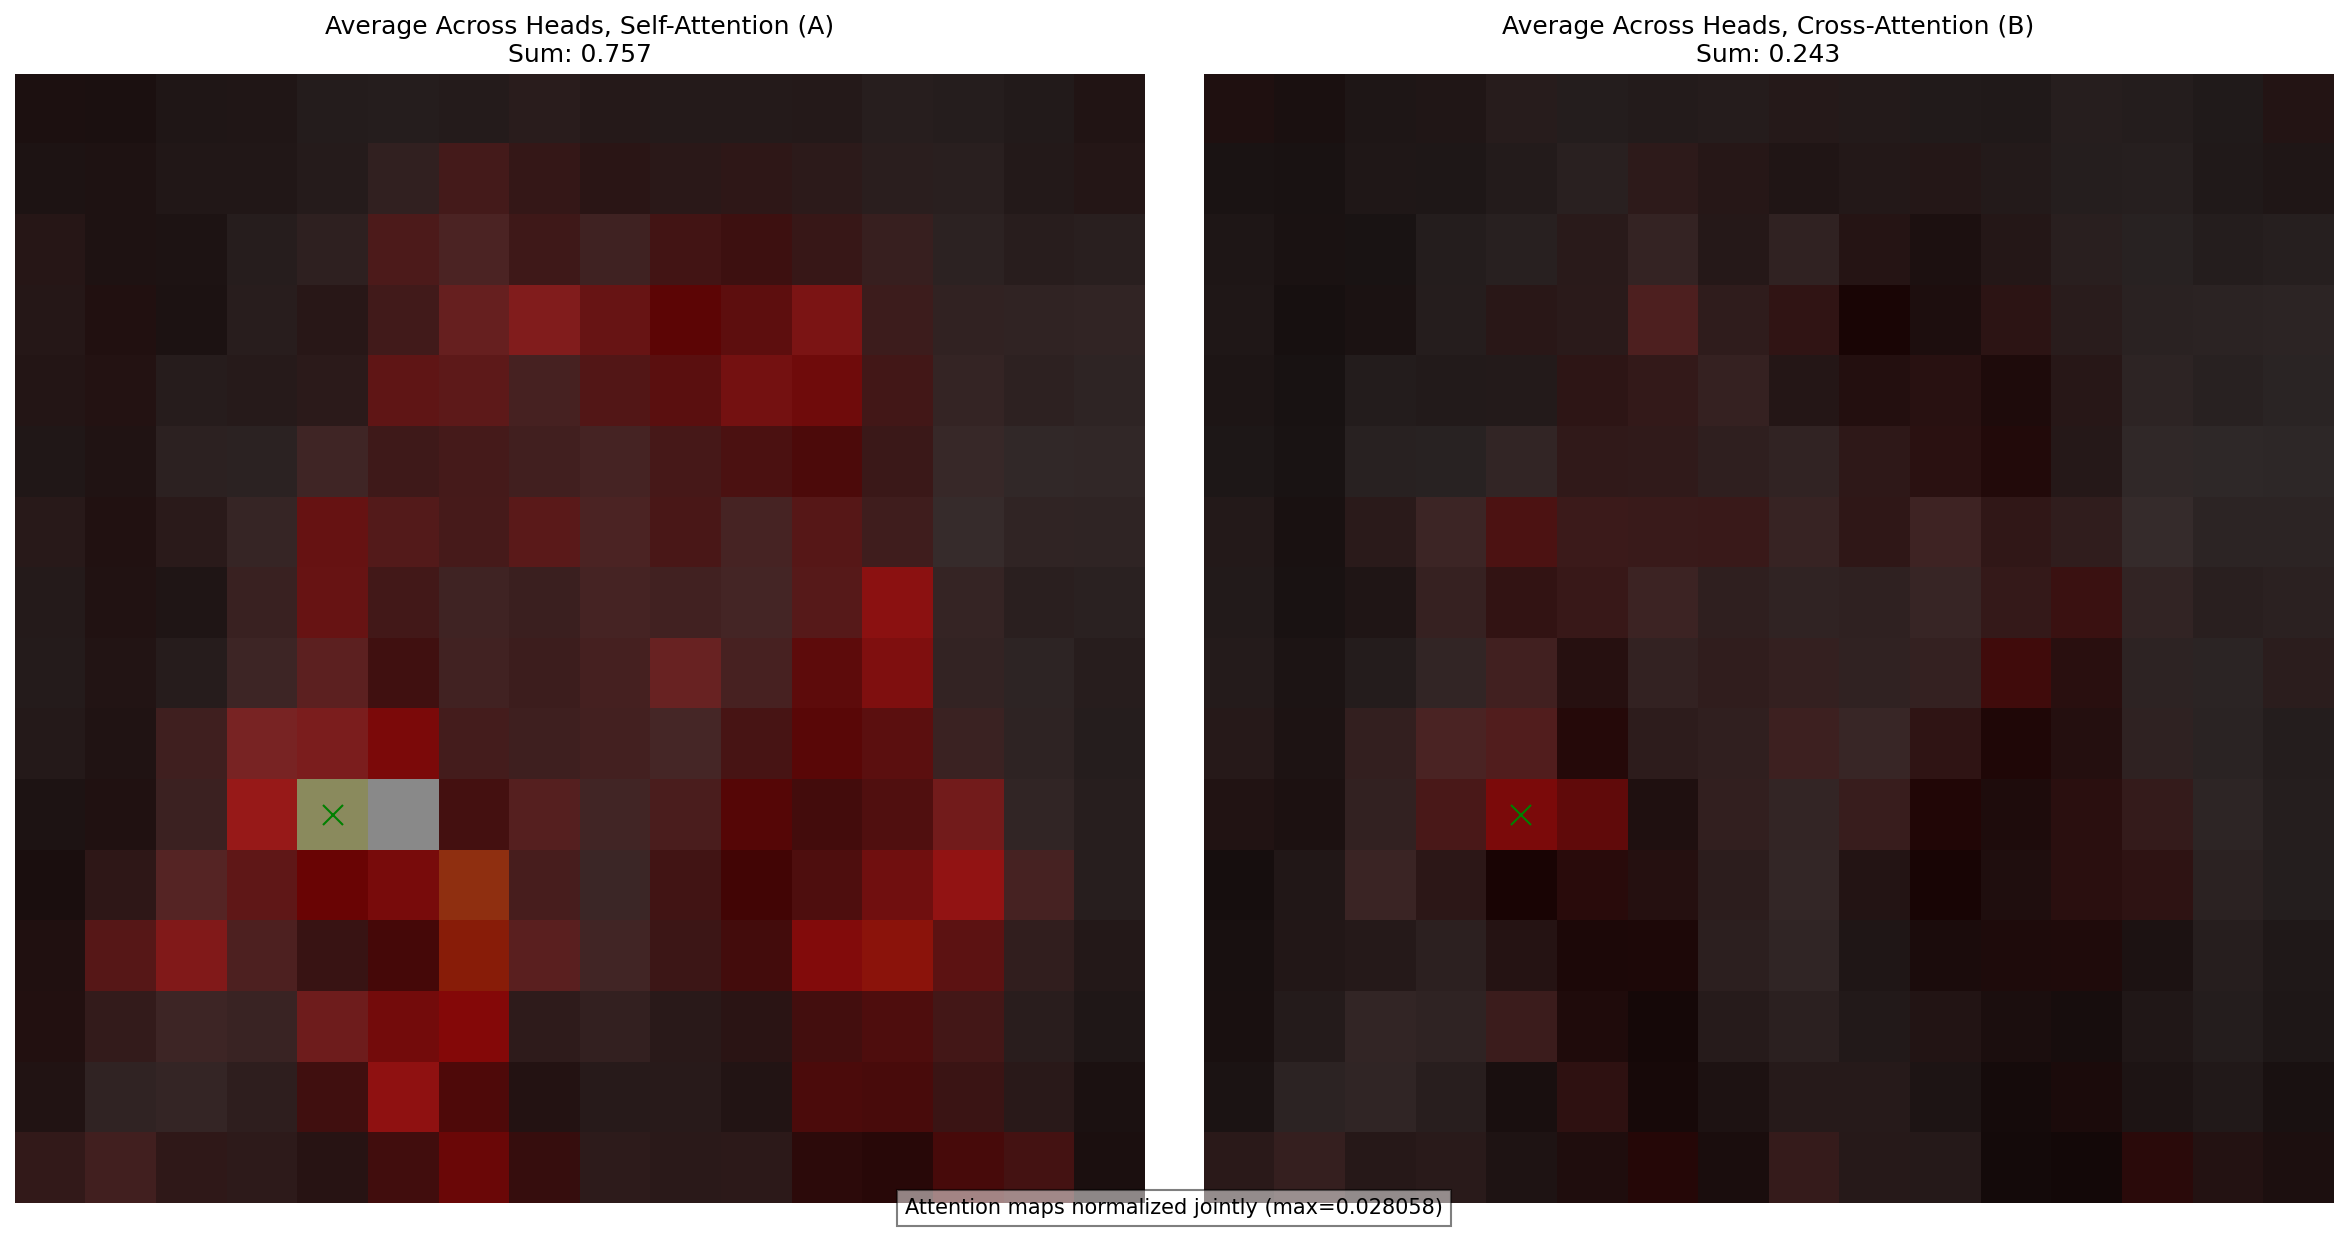 Average Across Heads, Self-Attention (A)
Sum: 0.757
Average Across Heads, Cross-Attention (B)
Sum: 0.243
Attention maps normalized jointly (max=0.028058)